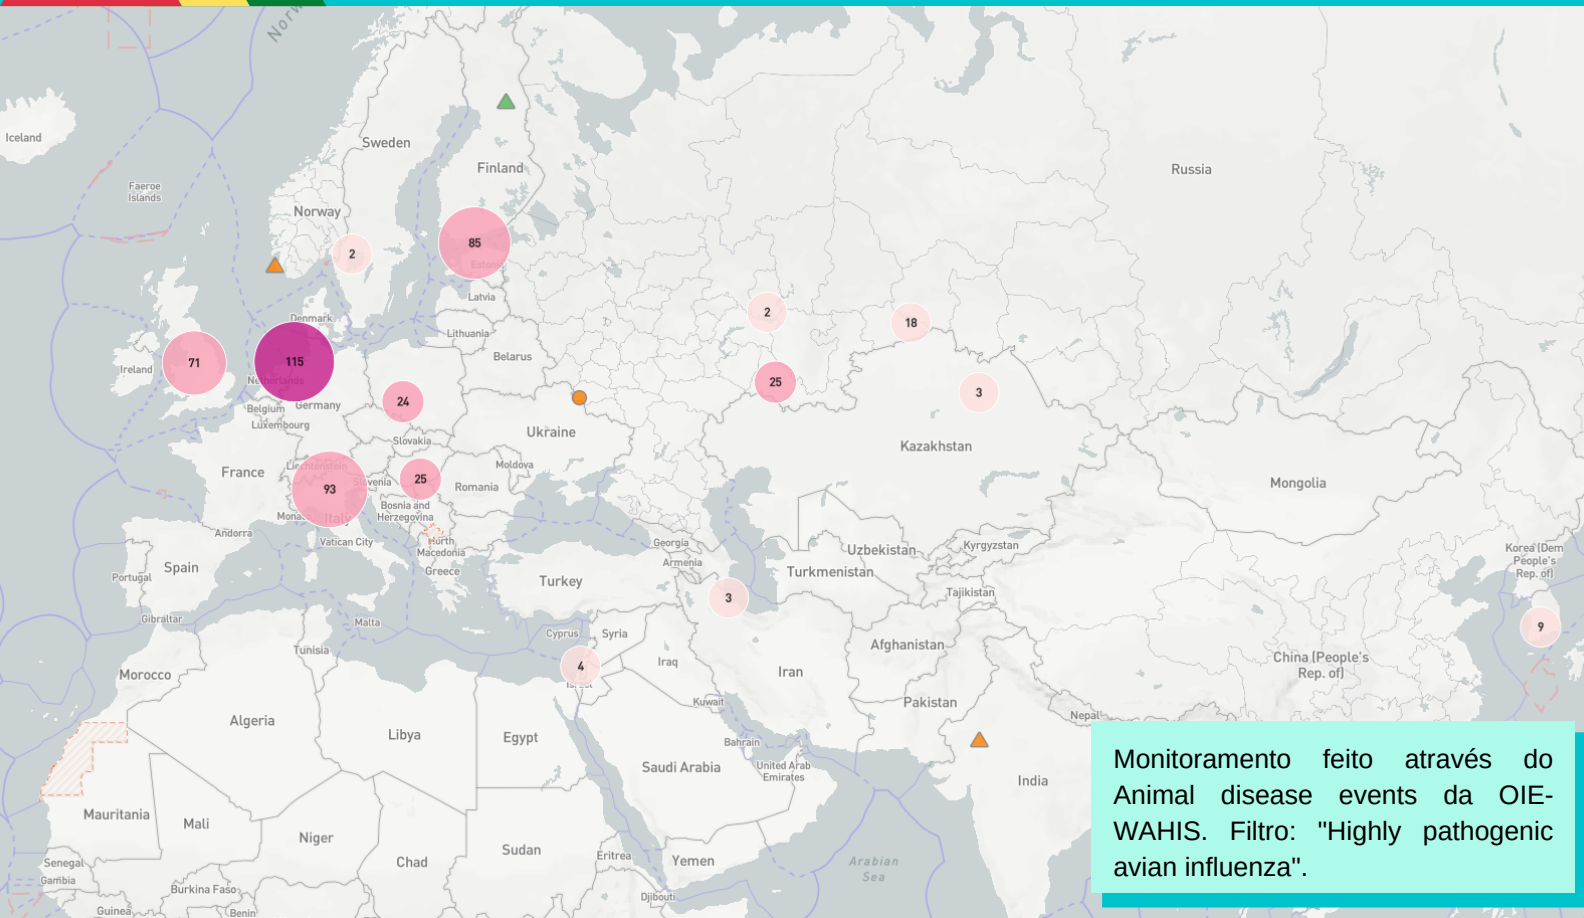 Norw
Iceland
Sweden
Finland
Russia
Faeroe
Islands
Norway
2
85
Estonia
Latvia
Denmark
2
18
Lithuania
71
115
Belarus
Ireland
Netherlands
25
3
24
Belgium
Germany
Luxembourg
Ukraine
Slovakia
Kazakhstan
France
Liechtenstein
Moldova
93
Slovenia
25
Romania
Mongolia
Bosnia and
Herzegovina
Monac
Italy
Andorra
Vatican City
North
Macedonia
Georgia
Armenia
Uzbekistan
Kyrgyzstan
Korea (Dem
People's
Rep. of)
Spain
Portugal
Greece
Turkey
Turkmenistan
Tajikistan
3
Gibraltar
Malta
Cyprus
Syria
9
Tunisia
Afghanistan
4
Israel
Iraq
Iran
China (People's
Rep. of)
Morocco
Kuwait
Pakistan
Nepal
Algeria
Libya
Egypt
Bahrain
Saudi Arabia
United Arab
Emirates
India
Mauritania
Mali
Niger
Chad
Sudan
Eritrea
Yemen
Arabian
Sea
Senegal
Gambia
Burkina Faso
Djibouti
Guinea
Benin
Monitoramento feito através do
Animal disease events da OIE-
WAHIS. Filtro: "Highly pathogenic
avian influenza".